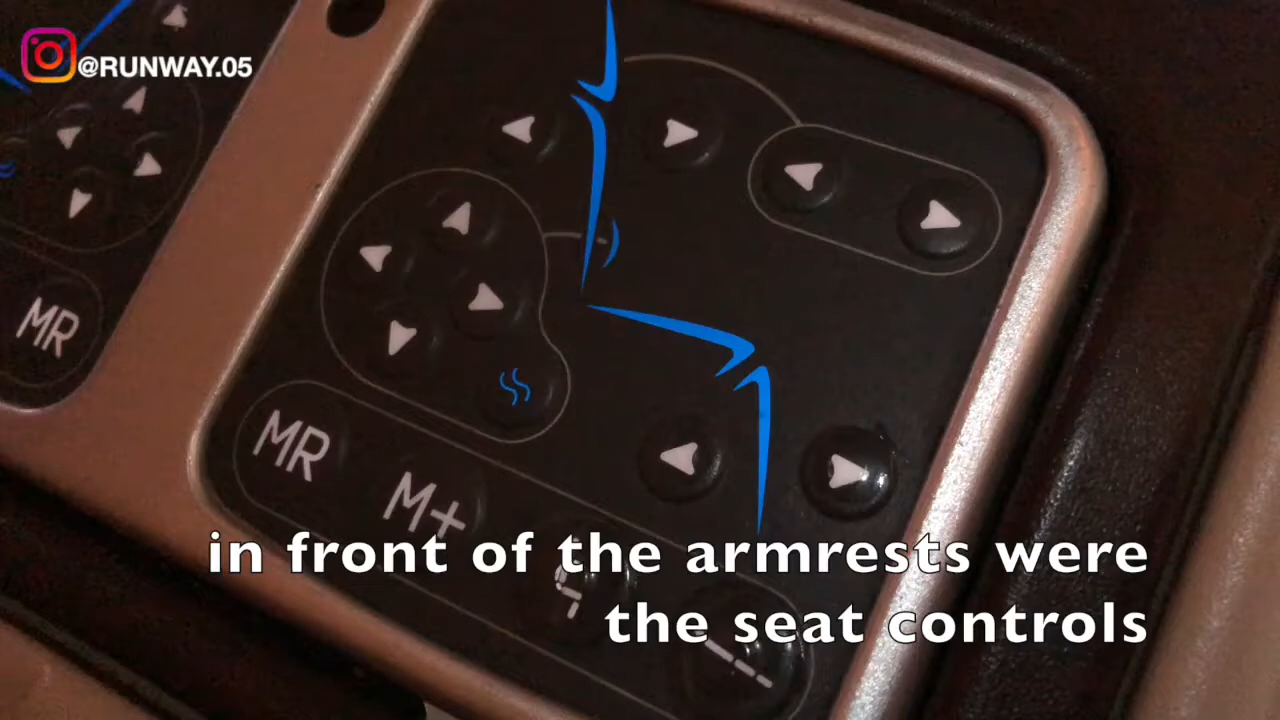 @RUNWAY.05
MR
MR
M+
in front of the armrests were
the seat controls